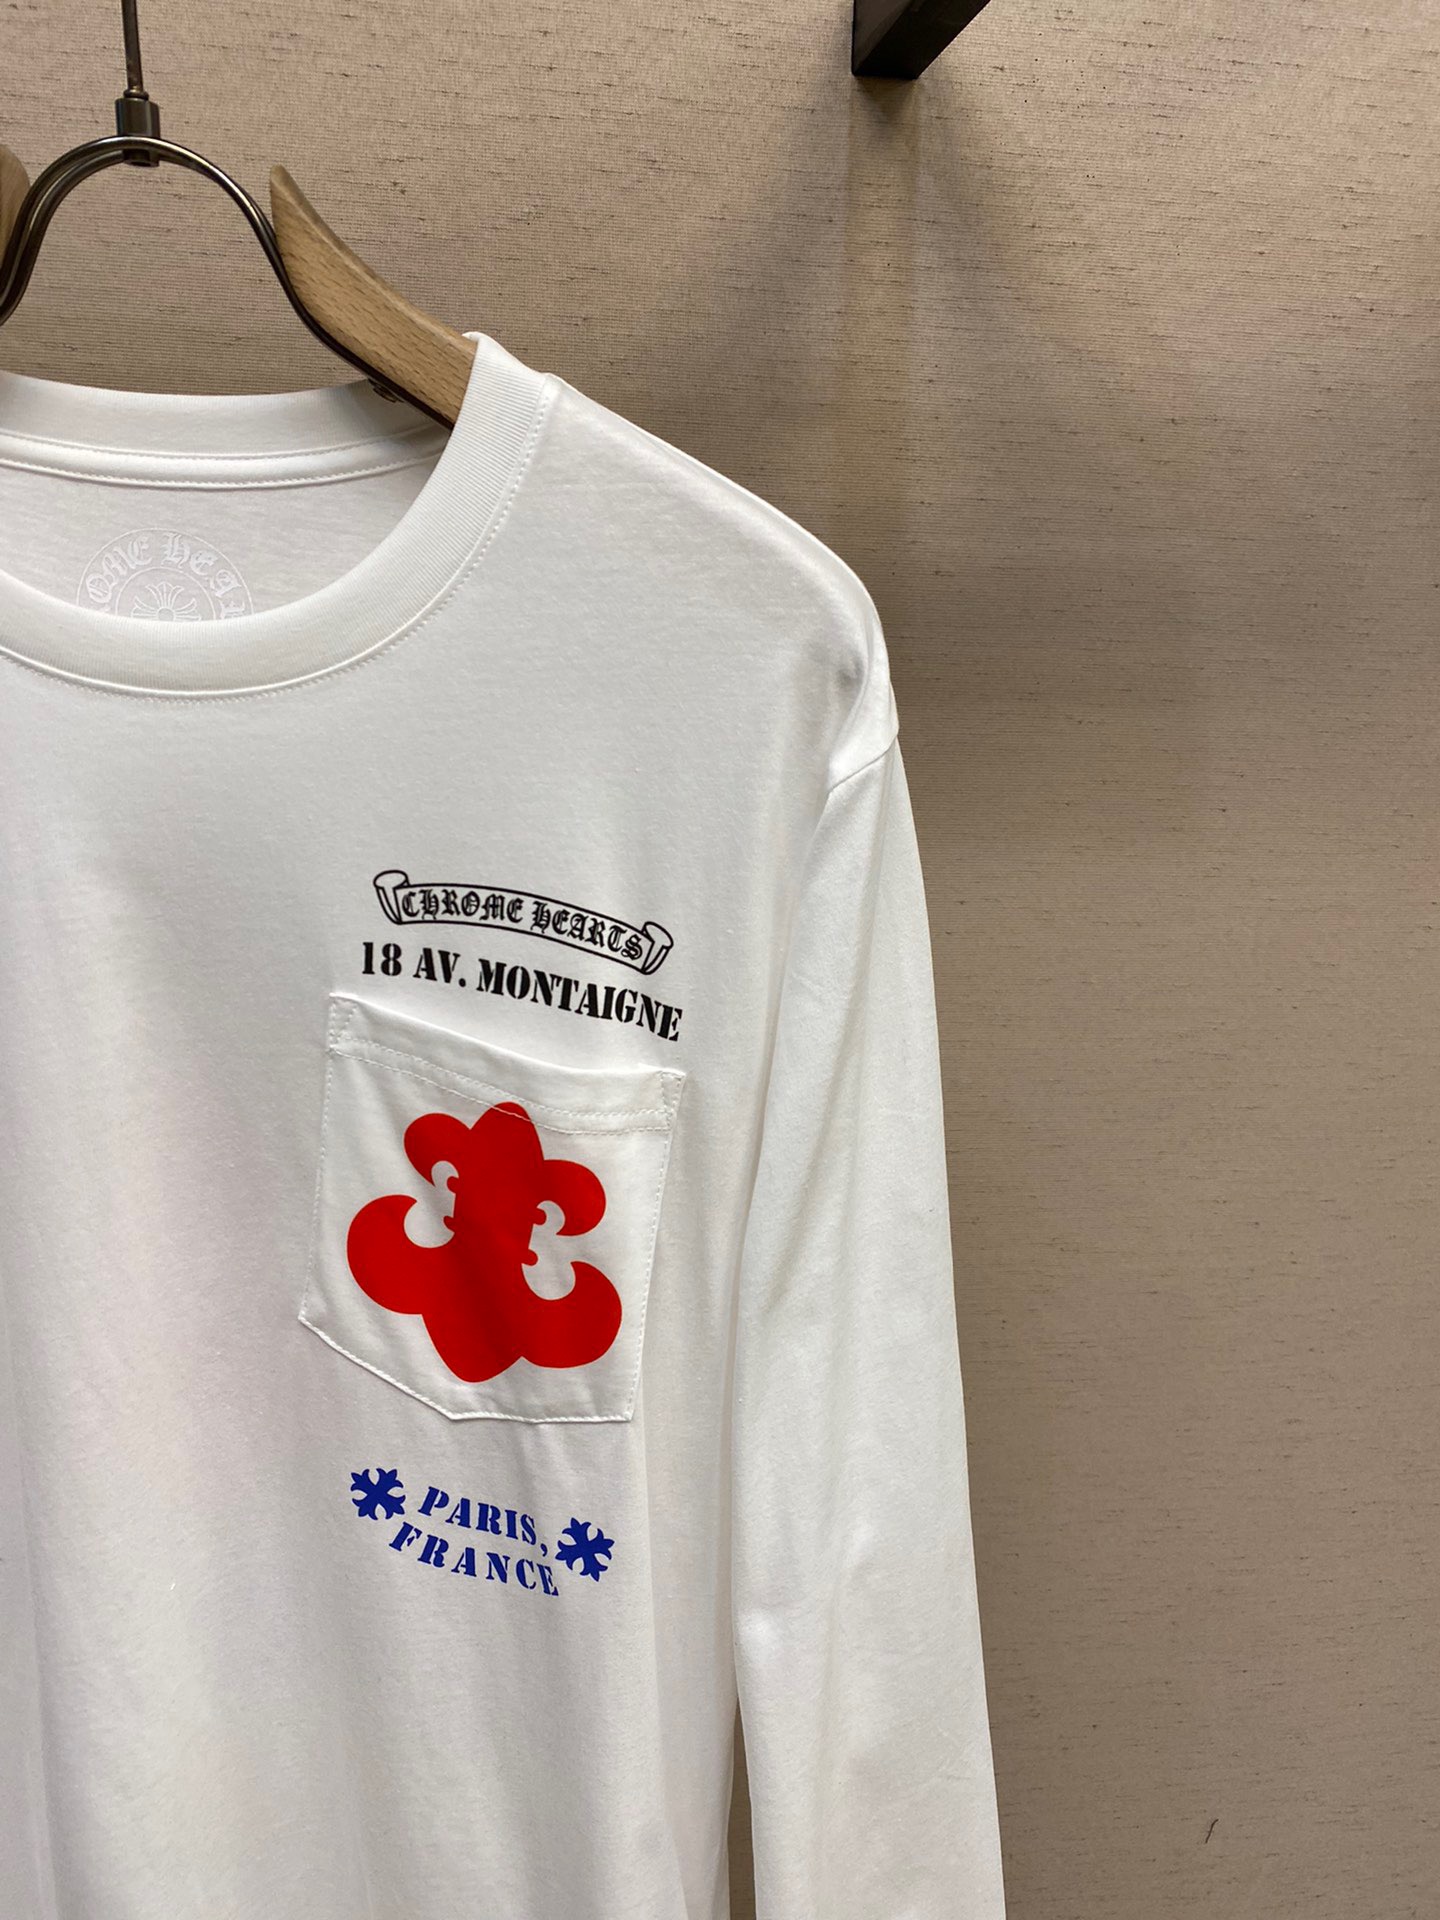 CHROME HEARTS
18 AV. MONTAIGNE
PARIS,
FRANCE